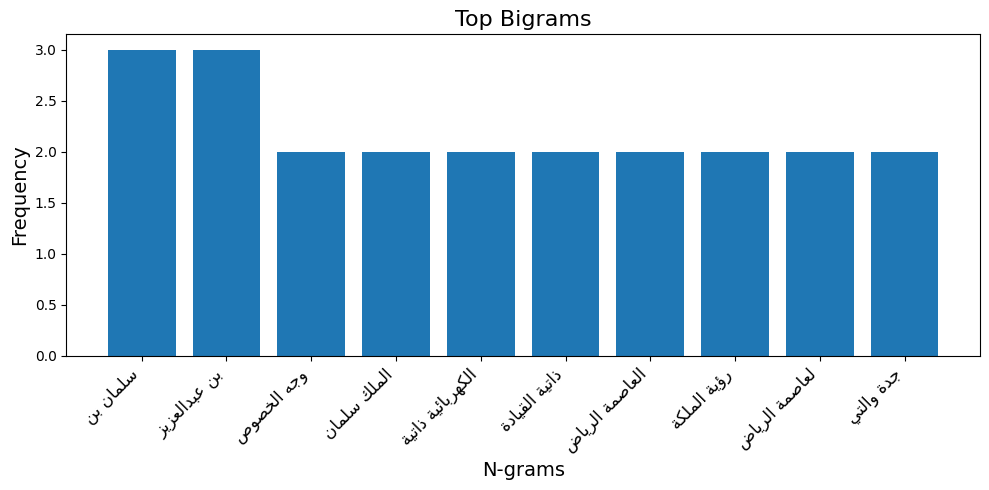 Top Bigrams
Frequency
3.0
2.5
2.0
1.5
1.0
0.5
0.0
سلمان بن
بن عبدالعزيز
وجه الخصوص
الملك سلمان
الكهربائية ذاتية
ذاتية القيادة
العاصمة الرياض
رؤية الملكة
لعاصمة الرياض
جدة والتي
N-grams